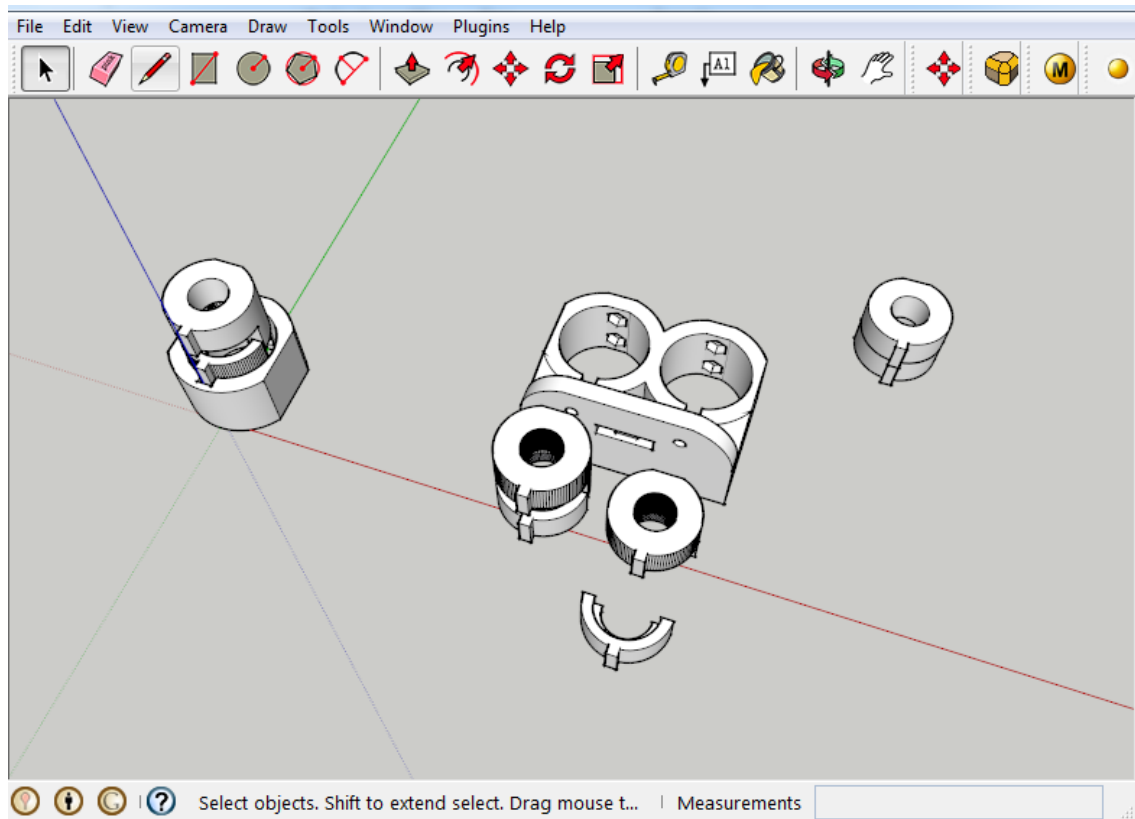 File Edit View Camera Draw Tools Window Plugins Help
A1
M
G ? Select objects. Shift to extend select. Drag mouse t... Measurements